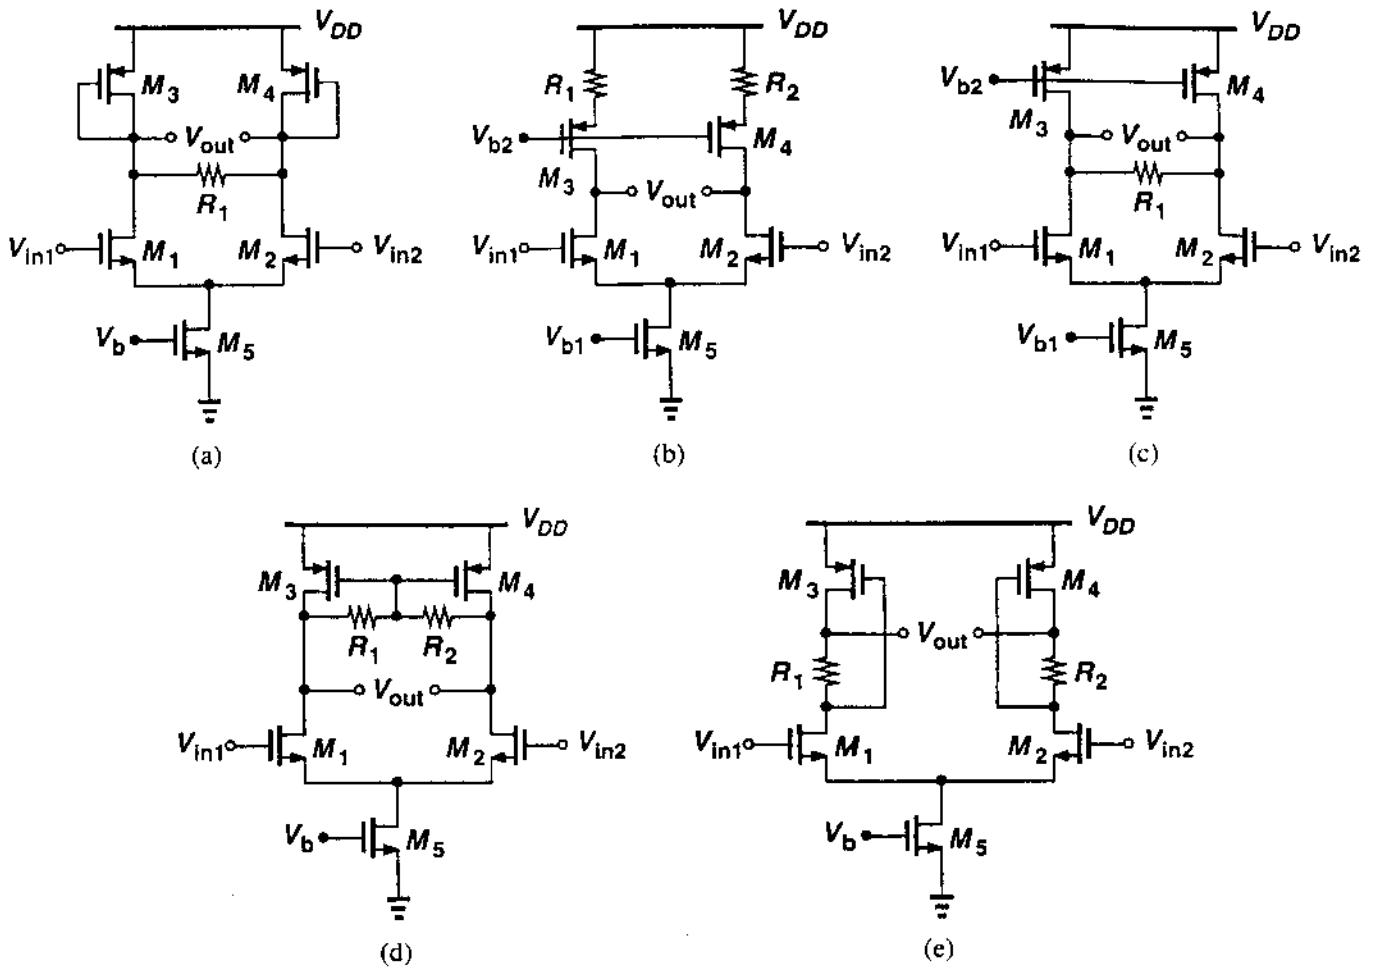 V_DD V_DD V_DD
M_3 M_4 R_1 R_2 V_b2 M_4
V_out V_b2 M_4 M_3 V_out
R_1 M_3 V_out R_1
V_in1 M_1 M_2 V_in2 V_in1 M_1 M_2 V_in2 V_in1 M_1 M_2 V_in2
V_b M_5 V_b1 M_5 V_b1 M_5
(a) (b) (c)
V_DD V_DD
M_3 M_4 M_3 M_4
R_1 R_2 V_out
V_out R_1 R_2
V_in1 M_1 M_2 V_in2 V_in1 M_1 M_2 V_in2
V_b M_5 V_b M_5
(d) (e)